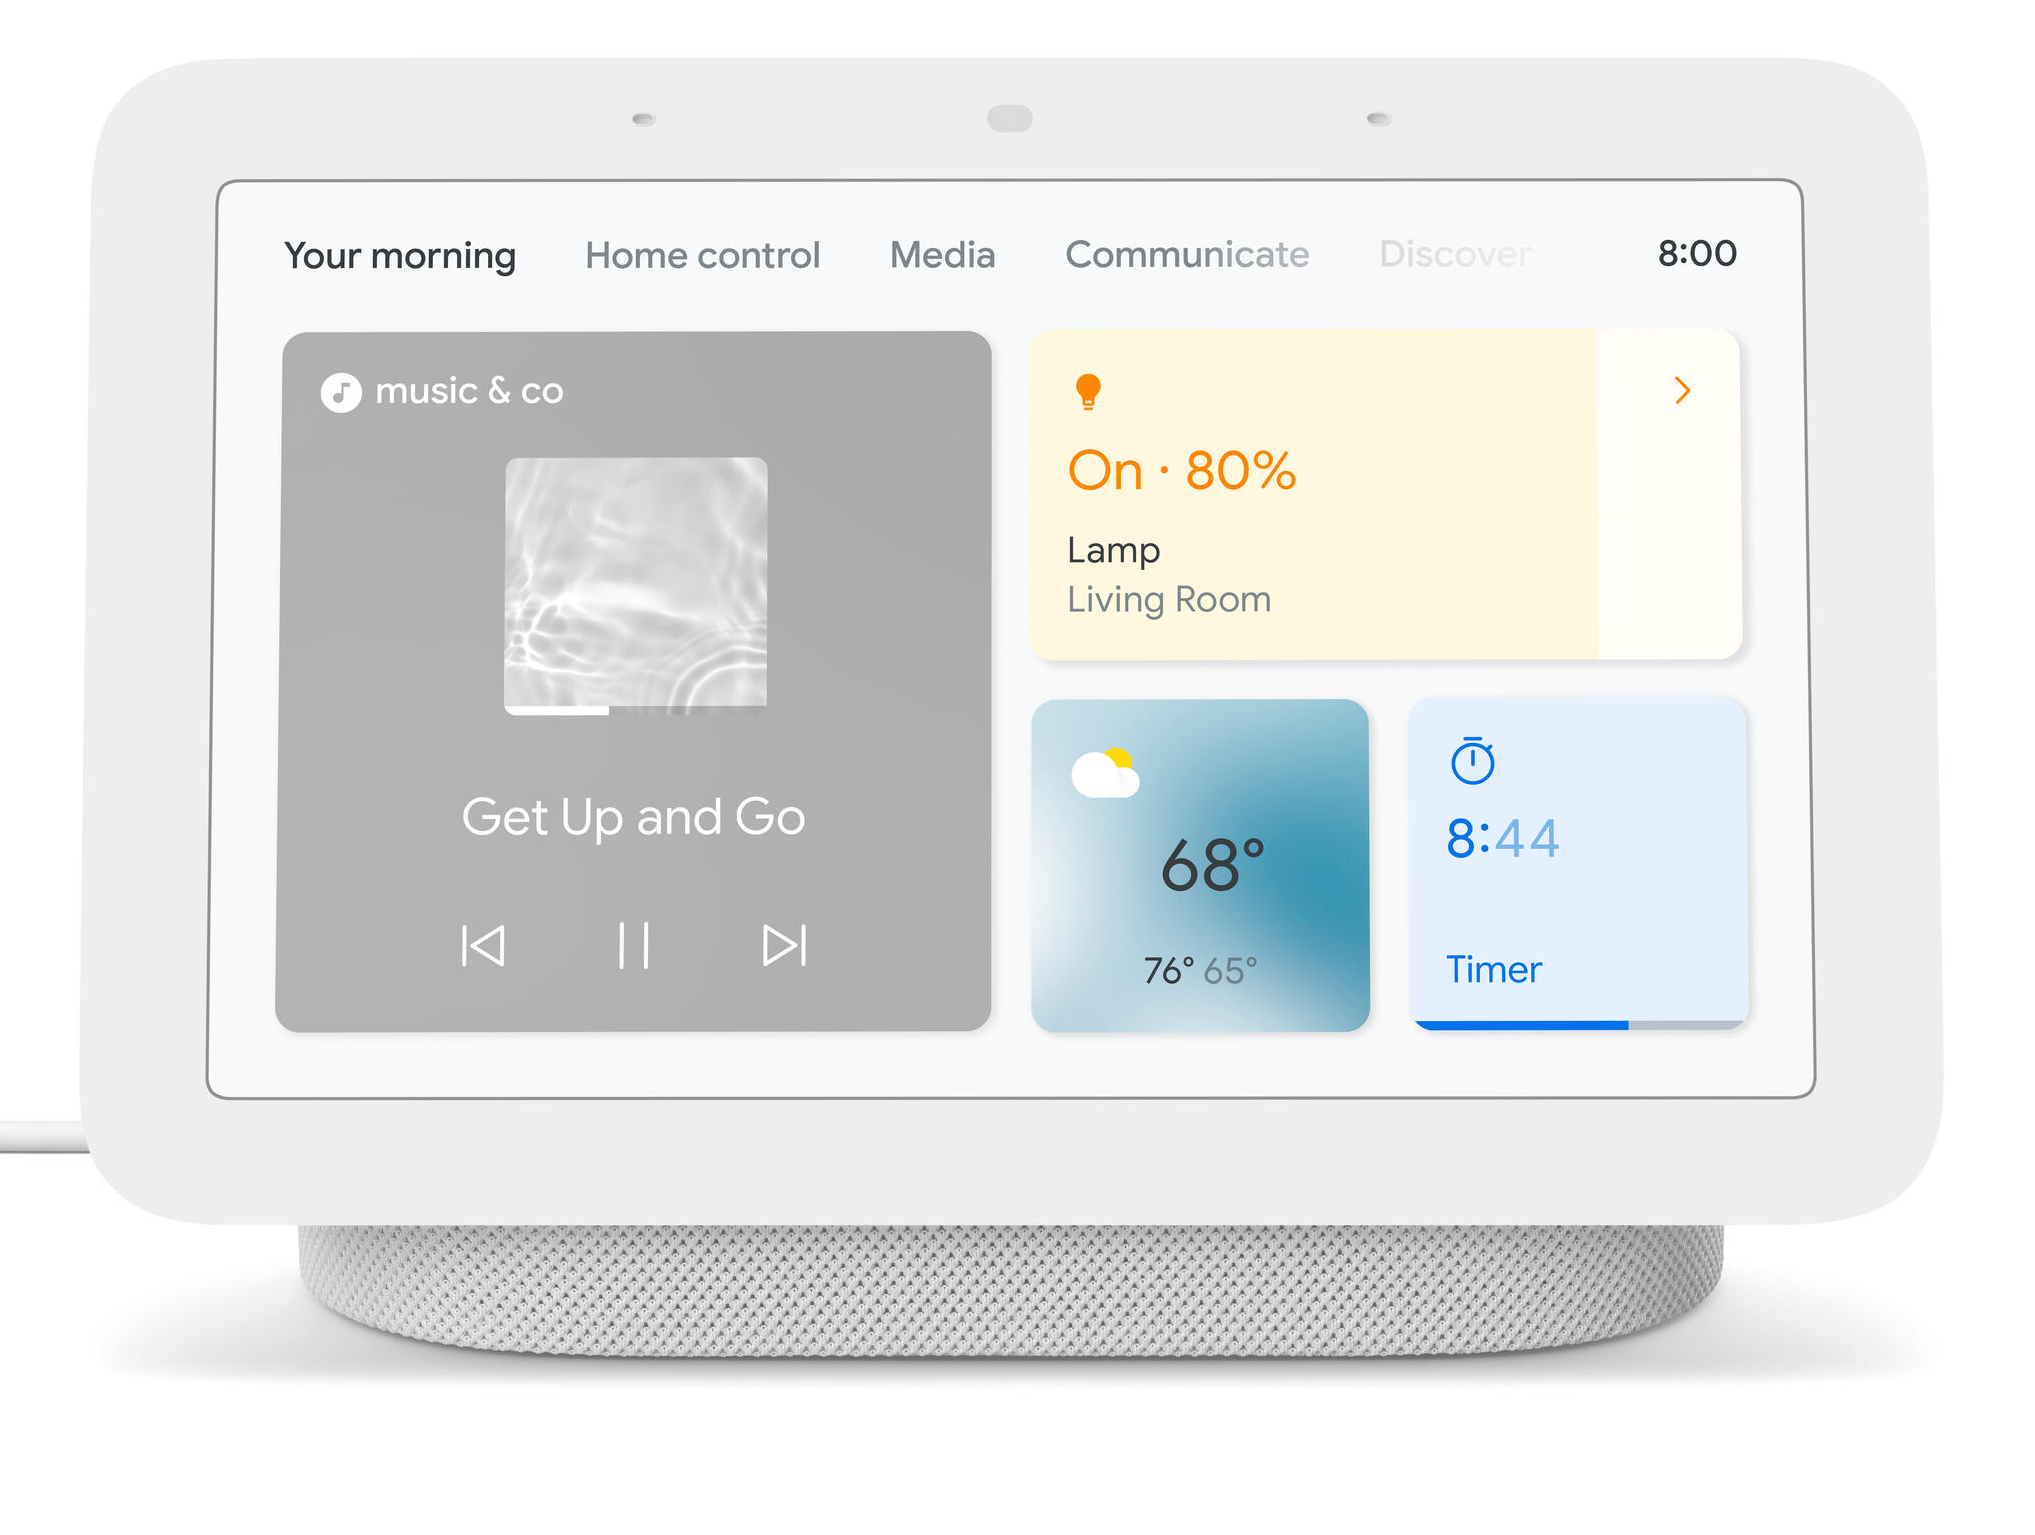 Your morning
Home control
Media
Communicate
Discover
8:00
music & co
Get Up and Go
On · 80%
Lamp
Living Room
68°
76° 65°
8:44
Timer